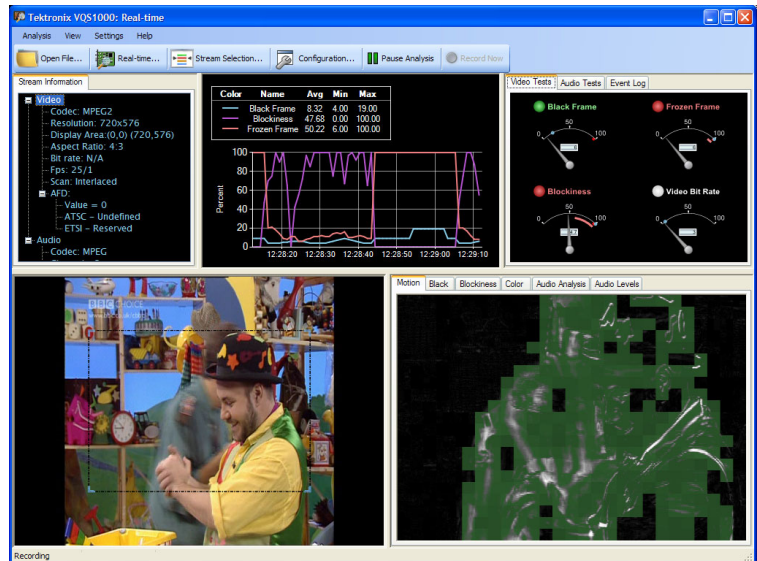 Tektronix VQS1000: Real-time
Analysis View Settings Help
Open File... Real-time... Stream Selection... Configuration... Pause Analysis Record Now
Stream Information
Video
Codec: MPEG2
Resolution: 720x576
Display Area:(0,0) (720,576)
Aspect Ratio: 4:3
Bit rate: N/A
Fps: 25/1
Scan: Interlaced
AFD:
Value = 0
ATSC - Undefined
ETSI - Reserved
Audio
Codec: MPEG
Color Name Avg Min Max
Black Frame 8.32 4.00 19.00
Blockiness 47.68 0.00 100.00
Frozen Frame 50.22 6.00 100.00
Percent
100
80
60
40
20
0
12:28:20 12:28:30 12:28:40 12:28:50 12:29:00 12:29:10
Video Tests Audio Tests Event Log
Black Frame
0 50 100
Frozen Frame
0 50 100
Blockiness
0 50 100
Video Bit Rate
0 50 100
Motion Black Blockiness Color Audio Analysis Audio Levels
Recording